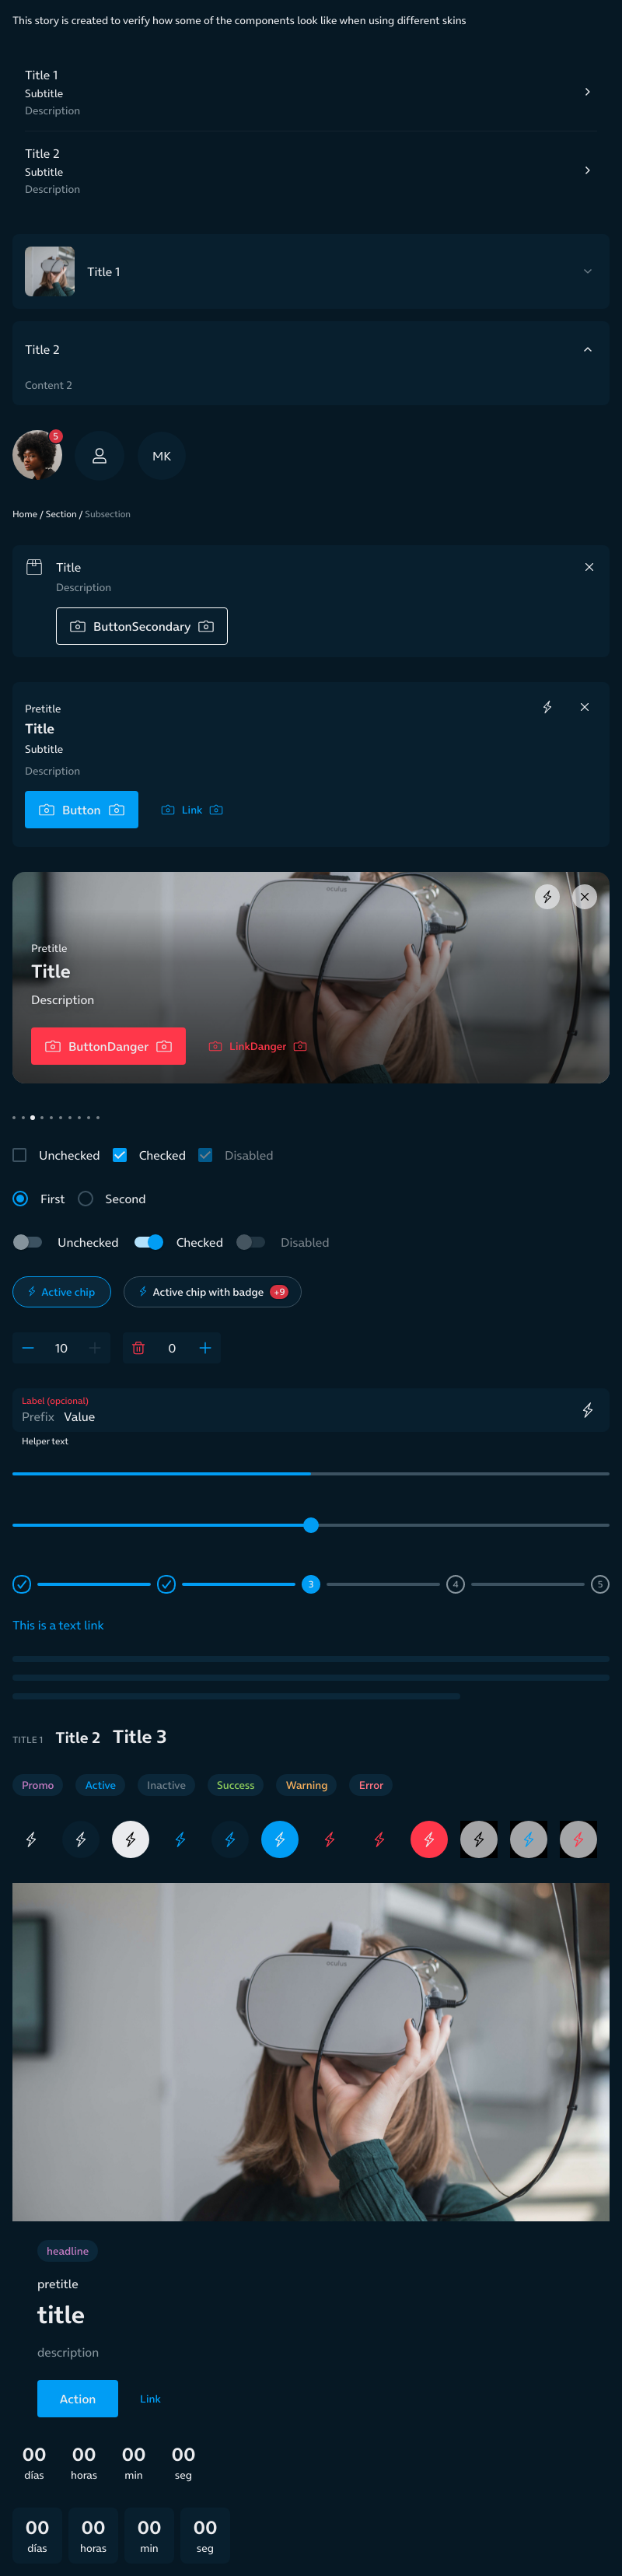 This story is created to verify how some of the components look like when using different skins
Title 1
Subtitle
Description
Title 2
Subtitle
Description
Title 1
Title 2
Content 2
5
MK
Home / Section / Subsection
Title
Description
ButtonSecondary
Pretitle
Title
Subtitle
Description
Button Link
oculus
Pretitle
Title
Description
ButtonDanger LinkDanger
Unchecked Checked Disabled
First Second
Unchecked Checked Disabled
Active chip Active chip with badge +9
10 0
Label (optional)
Prefix Value
Helper text
3 4 5
This is a text link
TITLE 1 Title 2 Title 3
Promo Active Inactive Success Warning Error
oculus
headline
pretitle
title
description
Action Link
00 00 00 00
días horas min seg
00 00 00 00
días horas min seg